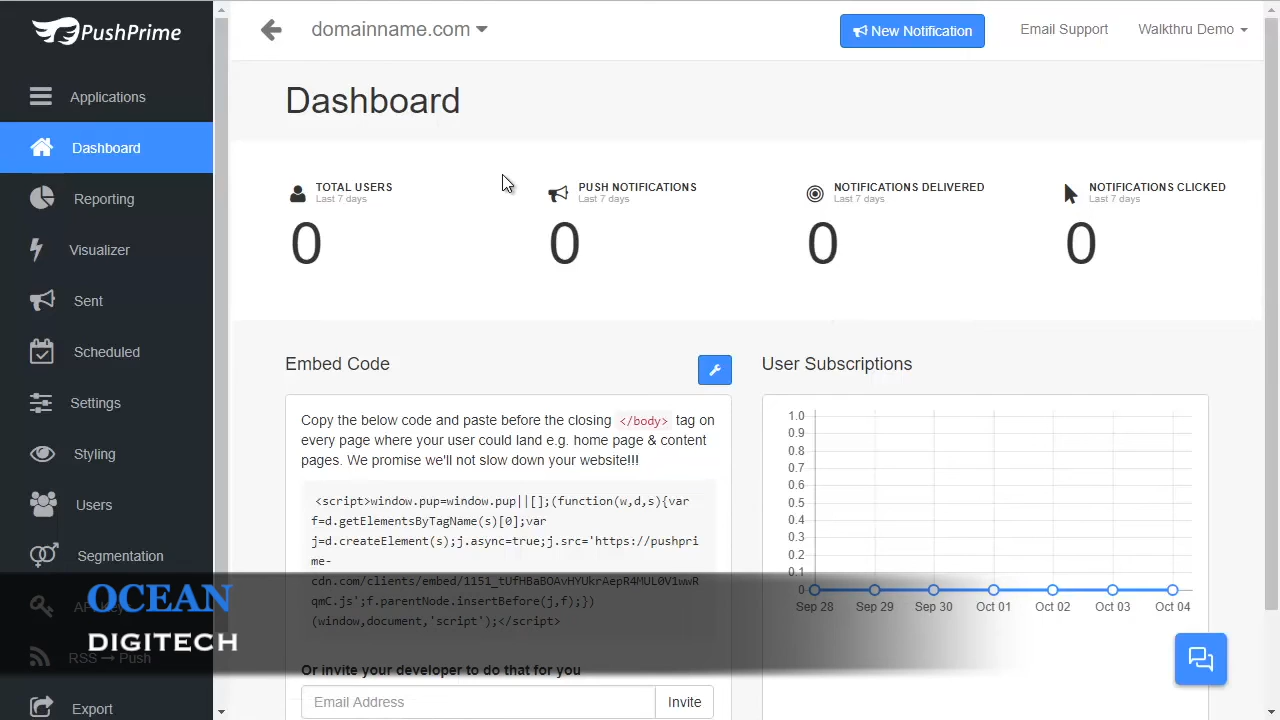 PushPrime
domainname.com
New Notification
Email Support
Walkthru Demo
Applications
Dashboard
Reporting
Visualizer
Sent
Scheduled
Settings
Styling
Users
Segmentation
RSS → Push
Export
Dashboard
TOTAL USERS
Last 7 days
0
PUSH NOTIFICATIONS
Last 7 days
0
NOTIFICATIONS DELIVERED
Last 7 days
0
NOTIFICATIONS CLICKED
Last 7 days
0
Embed Code
Copy the below code and paste before the closing </body> tag on
every page where your user could land e.g. home page & content
pages. We promise we'll not slow down your website!!!
<script>window.pup=window.pup||[];(function(w,d,s){var
f=d.getElementsByTagName(s)[0];var
j=d.createElement(s);j.async=true;j.src='https://pushpri
me-
cdn.com/clients/embed/1151_tUfHBaBOAvHYUkrAepR4MUL0V1wwR
qmC.js';f.parentNode.insertBefore(j,f);})
(window,document,'script');</script>
Or invite your developer to do that for you
Email Address
Invite
User Subscriptions
1.0
0.9
0.8
0.7
0.6
0.5
0.4
0.3
0.2
0.1
0
Sep 28 Sep 29 Sep 30 Oct 01 Oct 02 Oct 03 Oct 04
OCEAN
DIGITECH